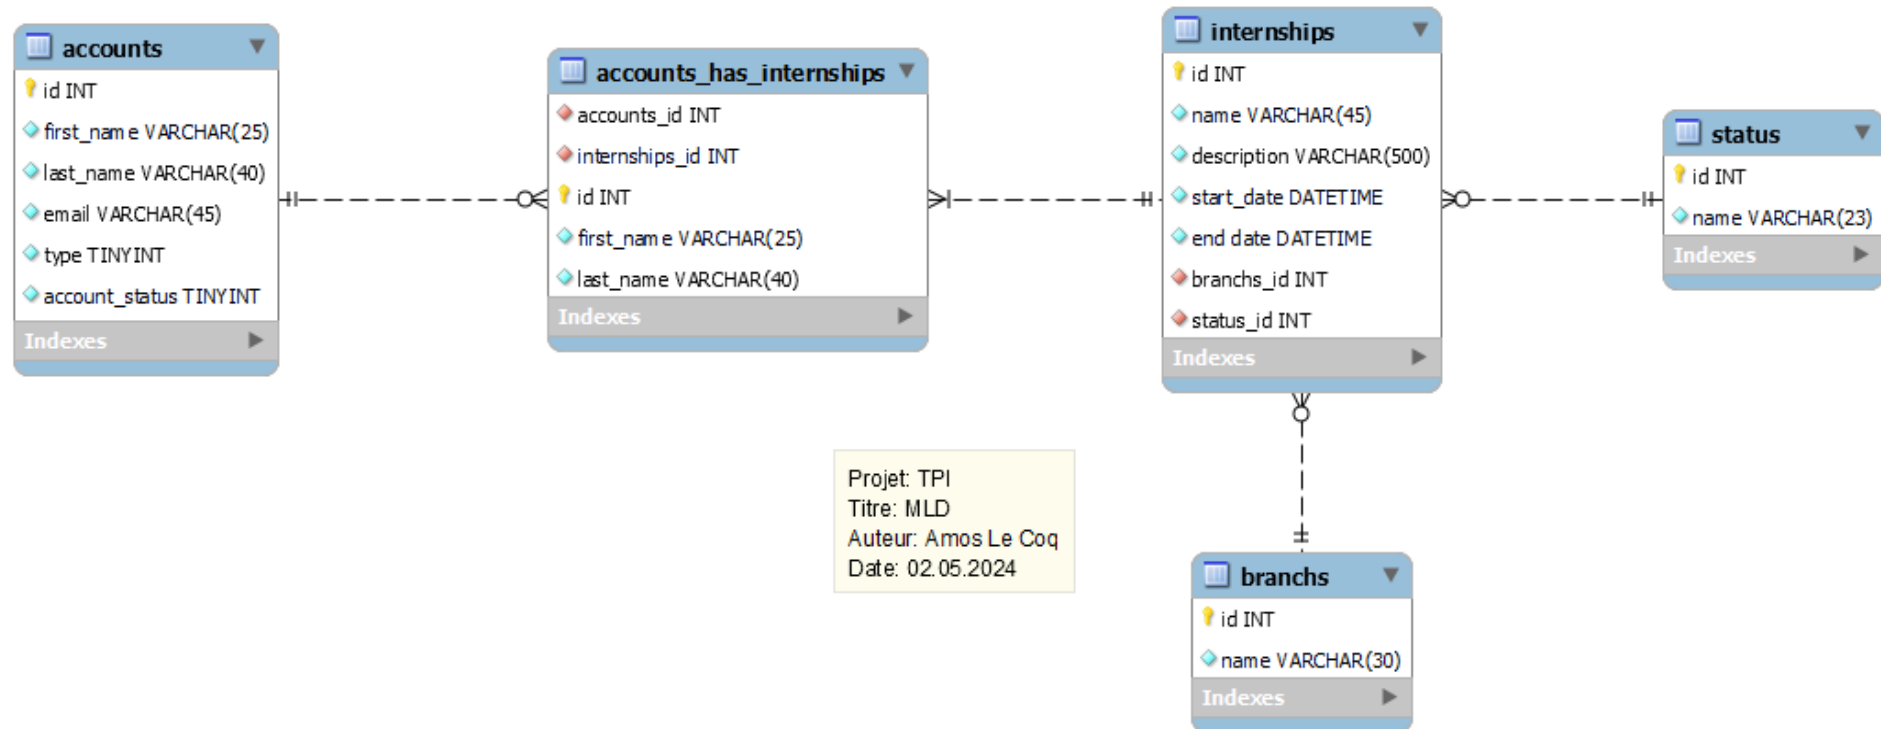 accounts
id INT
first_name VARCHAR(25)
last_name VARCHAR(40)
email VARCHAR(45)
type TINYINT
account_status TINYINT
Indexes
accounts_has_internships
accounts_id INT
internships_id INT
id INT
first_name VARCHAR(25)
last_name VARCHAR(40)
Indexes
internships
id INT
name VARCHAR(45)
description VARCHAR(500)
start_date DATETIME
end date DATETIME
branchs_id INT
status_id INT
Indexes
status
id INT
name VARCHAR(23)
Indexes
Projet: TPI
Titre: MLD
Auteur: Amos Le Coq
Date: 02.05.2024
branchs
id INT
name VARCHAR(30)
Indexes